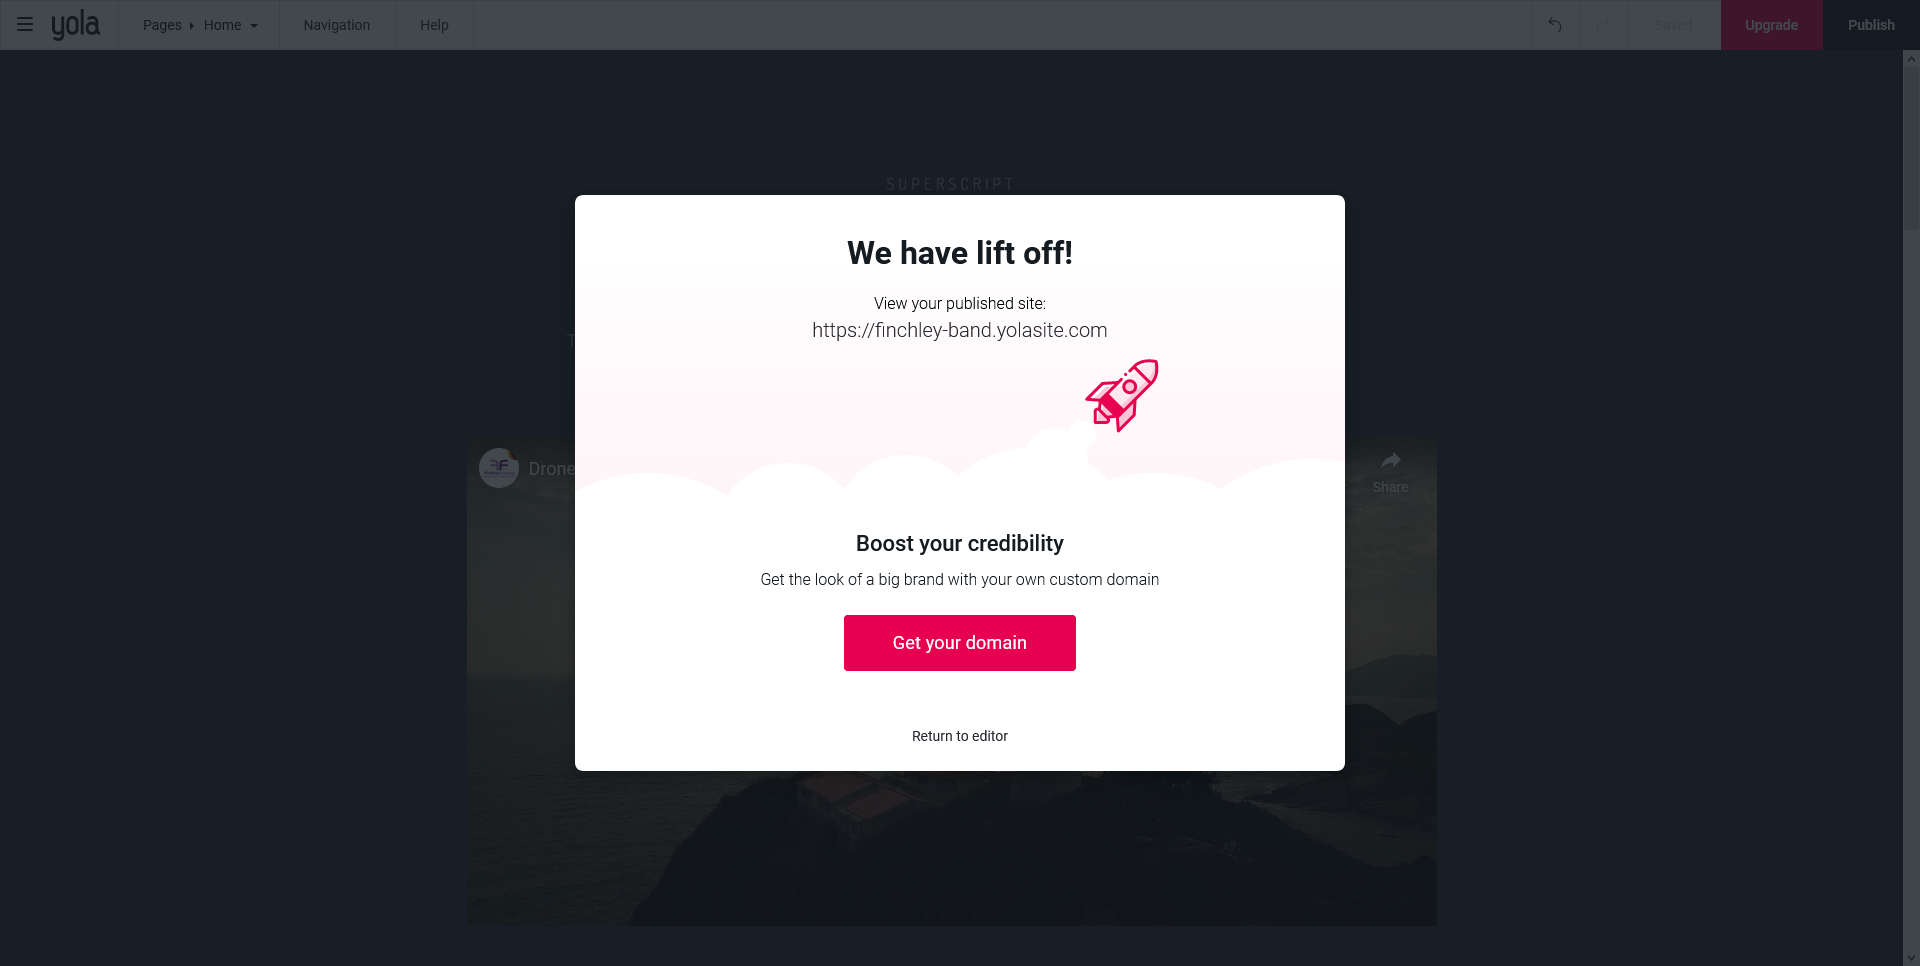 yola
Pages
Home
Navigation
Help
Saved
Upgrade
Publish
SUPERSCRIPT
We have lift off!
View your published site:
https://finchley-band.yolasite.com
Drone
Share
Boost your credibility
Get the look of a big brand with your own custom domain
Get your domain
Return to editor